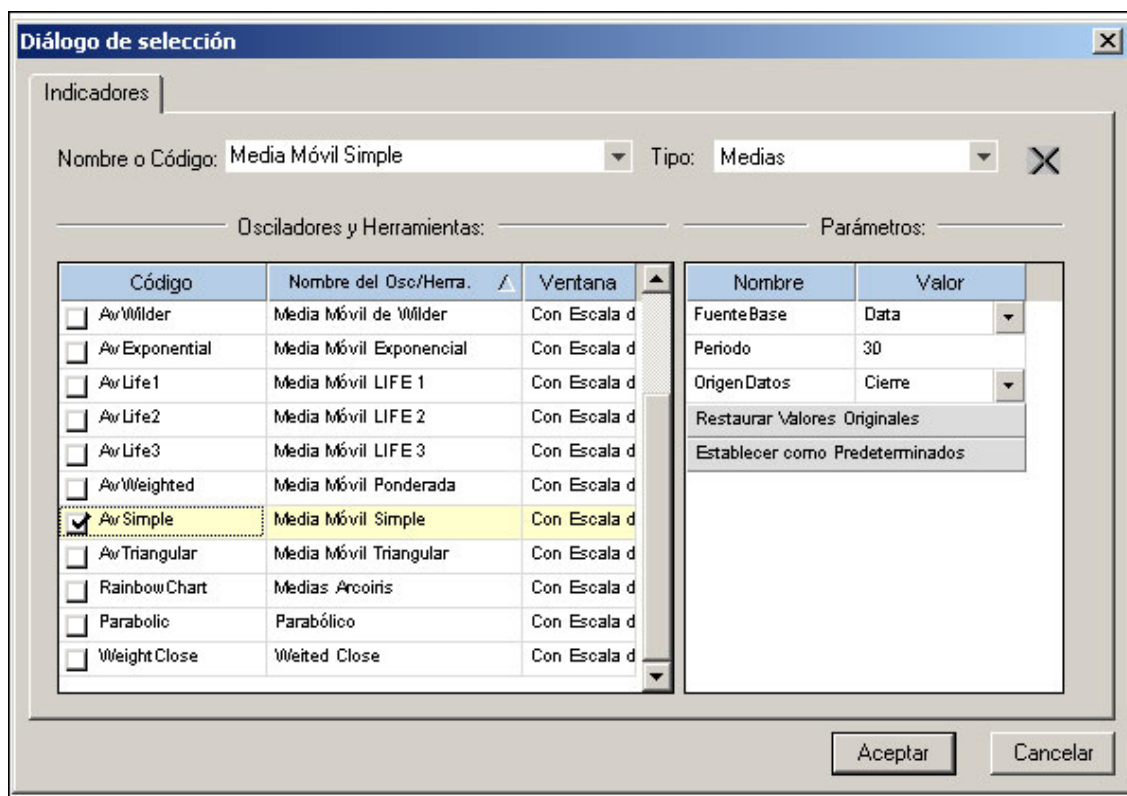 Diálogo de selección
Indicadores
Nombre o Código: Media Móvil Simple Tipo: Medias
Osciladores y Herramientas: Parámetros:
Código Nombre del Osc/Herra. Ventana Nombre Valor
AvWilder Media Móvil de Wilder Con Escala d FuenteBase Data
AvExponential Media Móvil Exponencial Con Escala d Periodo 30
AvLife1 Media Móvil LIFE 1 Con Escala d OrigenDatos Cierre
AvLife2 Media Móvil LIFE 2 Con Escala d Restaurar Valores Originales
AvLife3 Media Móvil LIFE 3 Con Escala d Establecer como Predeterminados
AvWeighted Media Móvil Ponderada Con Escala d
AvSimple Media Móvil Simple Con Escala d
AvTriangular Media Móvil Triangular Con Escala d
RainbowChart Medias Arcoiris Con Escala d
Parabolic Parabólico Con Escala d
WeightClose Weited Close Con Escala d
Aceptar Cancelar